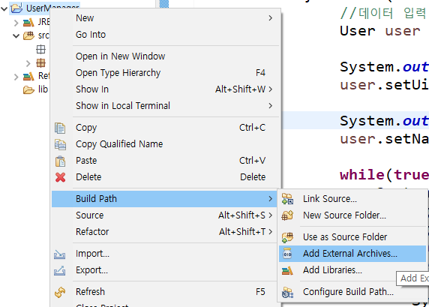 UserManager
JRE
src
Ref
lib
New >
Go Into
Open in New Window
Open Type Hierarchy F4
Show In Alt+Shift+W >
Show in Local Terminal >
Copy Ctrl+C
Copy Qualified Name
Paste Ctrl+V
Delete Delete
Build Path >
Source Alt+Shift+S >
Refactor Alt+Shift+T >
Import...
Export...
Refresh F5
Close Project
Link Source...
New Source Folder...
Use as Source Folder
Add External Archives...
Add Libraries...
Configure Build Path...
Add Ex
//데이터 입력
User user
System.out
user.setUi
System.out
user.setNa
while(true